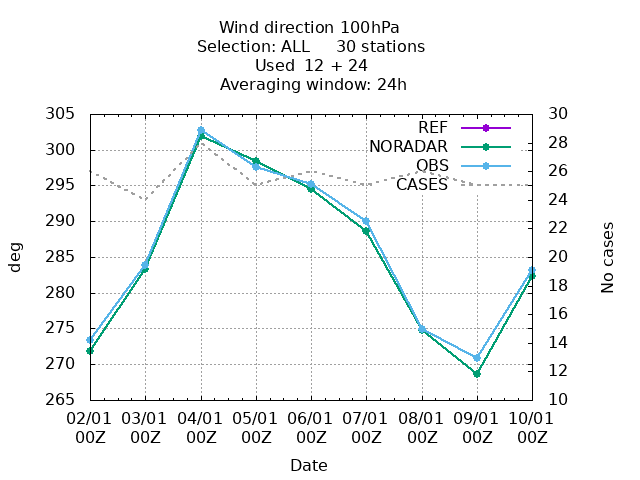 Wind direction 100hPa
Selection: ALL 30 stations
Used 12 + 24
Averaging window: 24h
305
300
295
290
285
280
275
270
265
30
28
26
24
22
20
18
16
14
12
10
REF
NORADAR
OBS
CASES
deg
No cases
02/01 03/01 04/01 05/01 06/01 07/01 08/01 09/01 10/01
00Z 00Z 00Z 00Z 00Z 00Z 00Z 00Z 00Z
Date